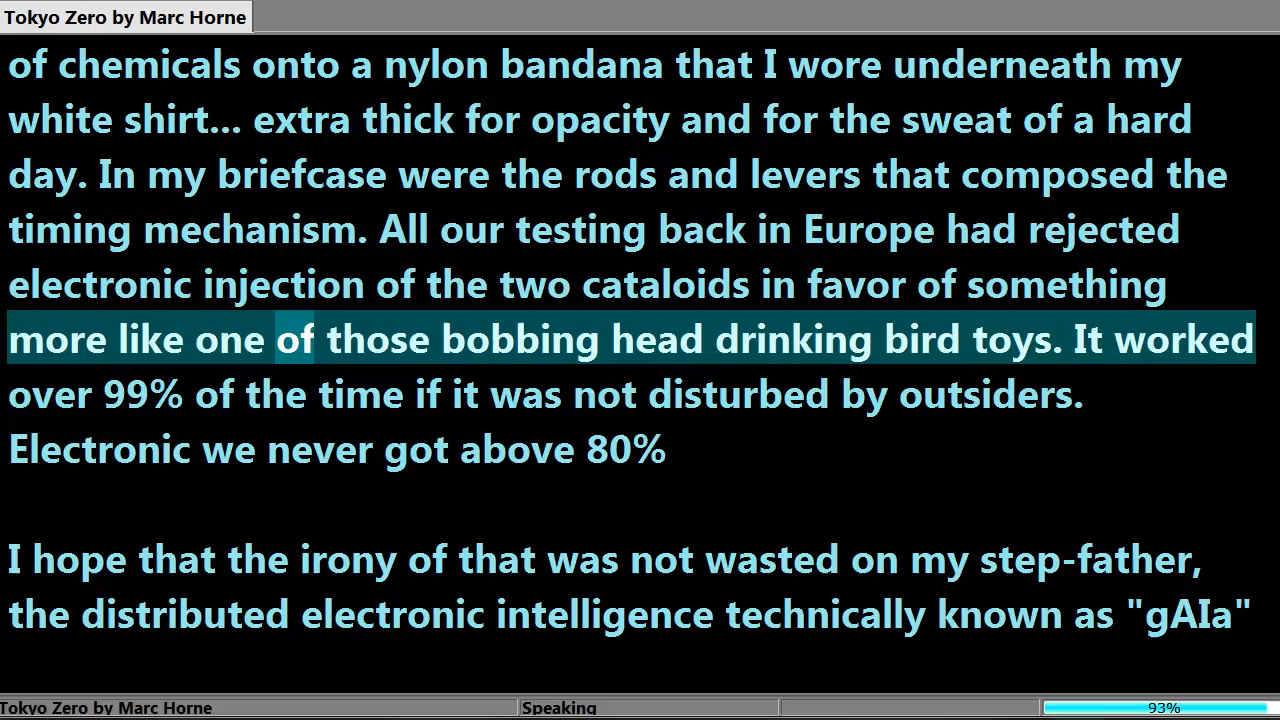 Tokyo Zero by Marc Horne
of chemicals onto a nylon bandana that I wore underneath my
white shirt... extra thick for opacity and for the sweat of a hard
day. In my briefcase were the rods and levers that composed the
timing mechanism. All our testing back in Europe had rejected
electronic injection of the two cataloids in favor of something
more like one of those bobbing head drinking bird toys. It worked
over 99% of the time if it was not disturbed by outsiders.
Electronic we never got above 80%
I hope that the irony of that was not wasted on my step-father,
the distributed electronic intelligence technically known as "gAIa"
Tokyo Zero by Marc Horne Speaking 93%